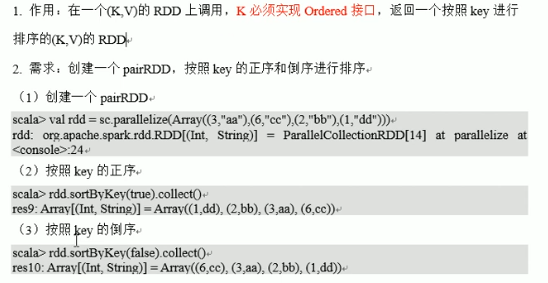 1. 作用：在一个(K,V)的 RDD 上调用，K 必须实现 Ordered 接口，返回一个按照 key 进行
排序的(K,V)的 RDD
2. 需求：创建一个 pairRDD，按照 key 的正序和倒序进行排序
（1）创建一个 pairRDD
scala> val rdd = sc.parallelize(Array((3,"aa"),(6,"cc"),(2,"bb"),(1,"dd")))
rdd: org.apache.spark.rdd.RDD[(Int, String)] = ParallelCollectionRDD[14] at parallelize at
<console>:24
（2）按照 key 的正序
scala> rdd.sortByKey(true).collect()
res9: Array[(Int, String)] = Array((1,dd), (2,bb), (3,aa), (6,cc))
（3）按照 key 的倒序
scala> rdd.sortByKey(false).collect()
res10: Array[(Int, String)] = Array((6,cc), (3,aa), (2,bb), (1,dd))